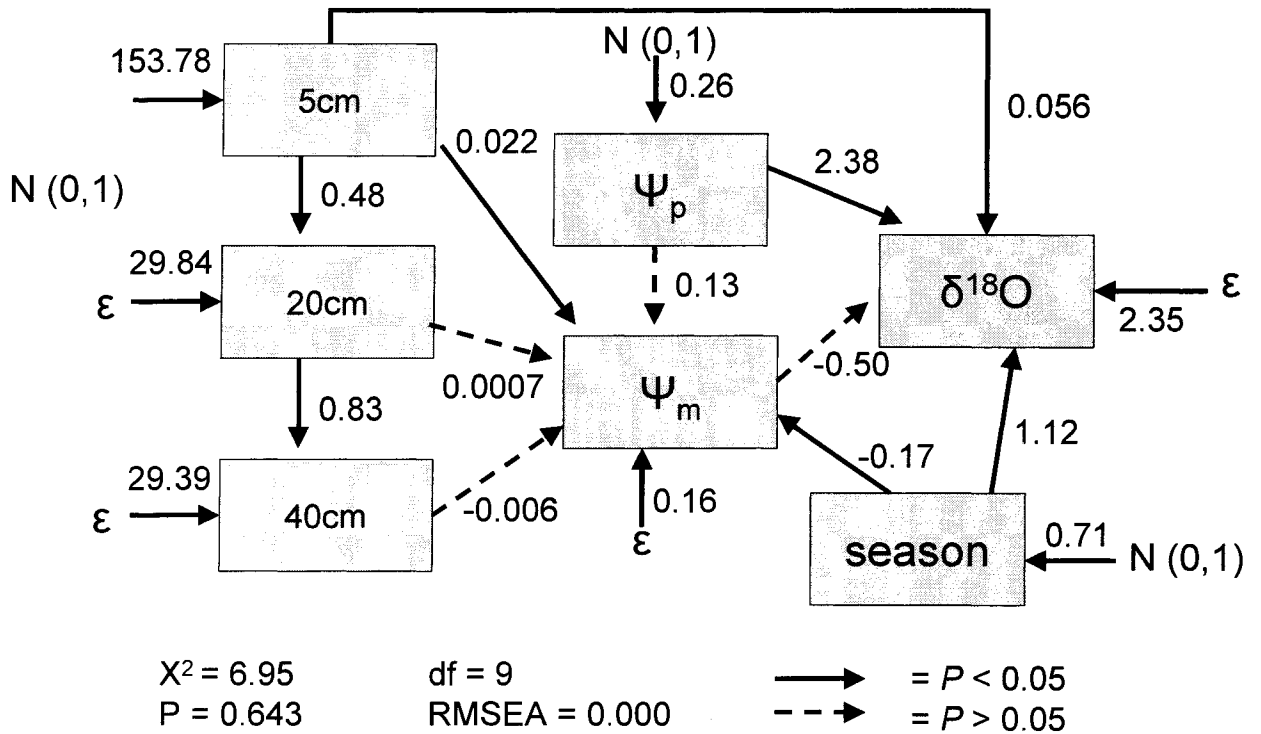 153.78
5cm
N (0,1)
0.26
0.056
0.022
Ψp
2.38
N (0,1)
0.48
29.84
ε
20cm
0.13
δ18O
ε
2.35
0.0007
Ψm
-0.50
0.83
1.12
-0.17
29.39
ε
40cm
-0.006
0.16
ε
season
0.71
N (0,1)
X2 = 6.95
df = 9
= P < 0.05
P = 0.643
RMSEA = 0.000
= P > 0.05